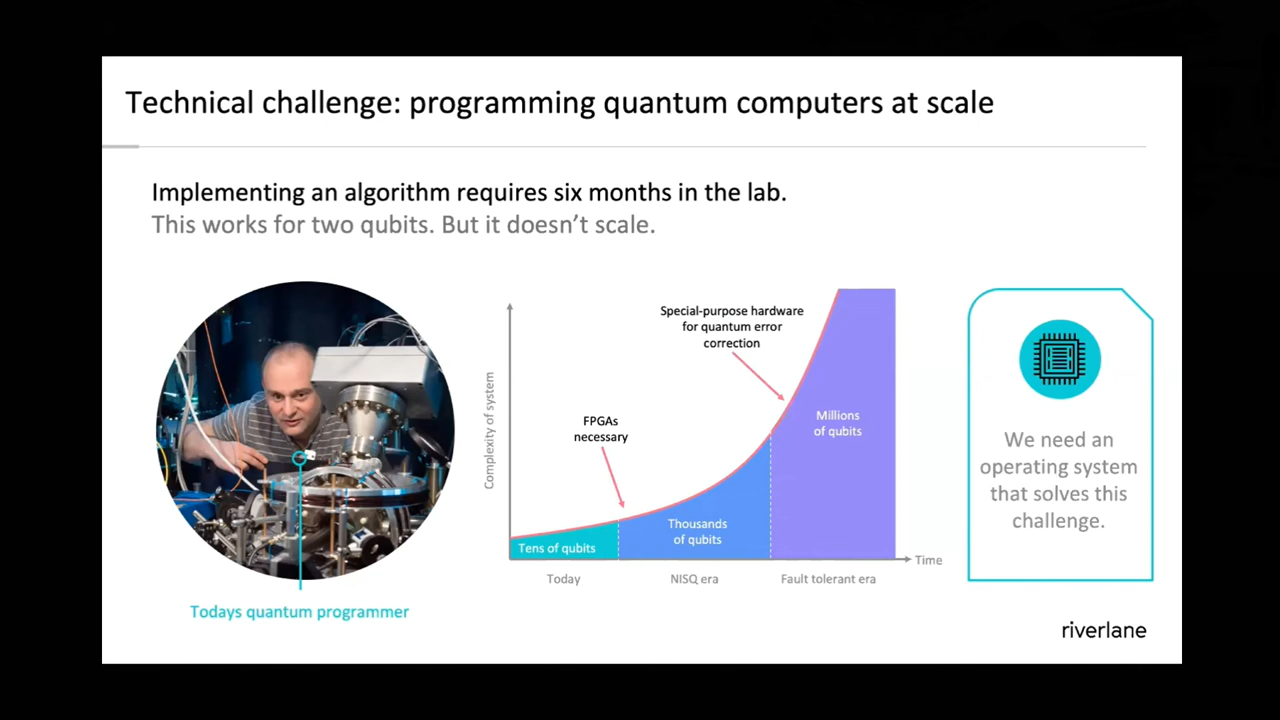 Technical challenge: programming quantum computers at scale
Implementing an algorithm requires six months in the lab.
This works for two qubits. But it doesn’t scale.
Todays quantum programmer
Complexity of system
FPGAs
necessary
Special-purpose hardware
for quantum error
correction
Tens of qubits
Thousands
of qubits
Millions
of qubits
Time
Today
NISQ era
Fault tolerant era
We need an
operating system
that solves this
challenge.
riverlane